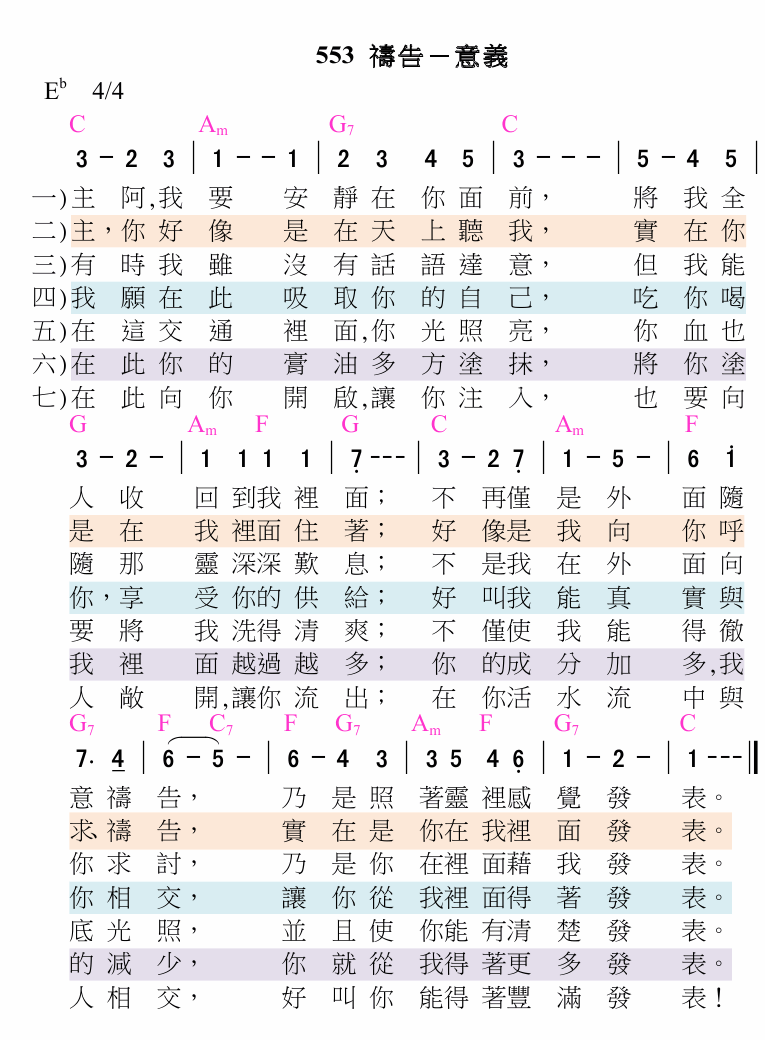 553 禱告－意義
E♭ 4/4
C Am G7 C
3 – 2 3 | 1 – – 1 | 2 3 4 5 | 3 – – – | 5 – 4 5 |
一)主 阿,我 要 安 靜 在 你 面 前， 將 我 全
二)主，你 好 像 是 在 天 上 聽 我， 實 在 你
三)有 時 我 雖 沒 有 話 語 達 意， 但 我 能
四)我 願 在 此 吸 取 你 的 自 己， 吃 你 喝
五)在 這 交 通 裡 面,你 光 照 亮， 你 血 也
六)在 此 你 的 膏 油 多 方 塗 抹， 將 你 塗
七)在 此 向 你 開 啟,讓 你 注 入， 也 要 向
G Am F G C Am F
3 – 2 – | 1 1 1 1 | 7̣ - - - | 3 – 2 7̣ | 1 – 5 – | 6 1̇
人 收 回 到我 裡 面； 不 再僅 是 外 面 隨
是 在 我 裡面 住 著； 好 像是 我 向 你 呼
隨 那 靈 深深 歎 息； 不 是我 在 外 面 向
你，享 受 你的 供 給； 好 叫我 能 真 實 與
要 將 我 洗得 清 爽； 不 僅使 我 能 得 徹
我 裡 面 越過 越 多； 你 的成 分 加 多,我
人 敞 開,讓你 流 出； 在 你活 水 流 中 與
G7 F C7 F G7 Am F G7 C
7. 4 | 6 – 5 – | 6 – 4 3 | 3 5 4 6̣ | 1 – 2 – | 1 - - - ‖
意 禱 告， 乃 是 照 著靈 裡感 覺 發 表。
求、禱 告， 實 在 是 你在 我裡 面 發 表。
你 求 討， 乃 是 你 在裡 面藉 我 發 表。
你 相 交， 讓 你 從 我裡 面得 著 發 表。
底 光 照， 並 且 使 你能 有清 楚 發 表。
的 減 少， 你 就 從 我得 著更 多 發 表。
人 相 交， 好 叫 你 能得 著豐 滿 發 表！